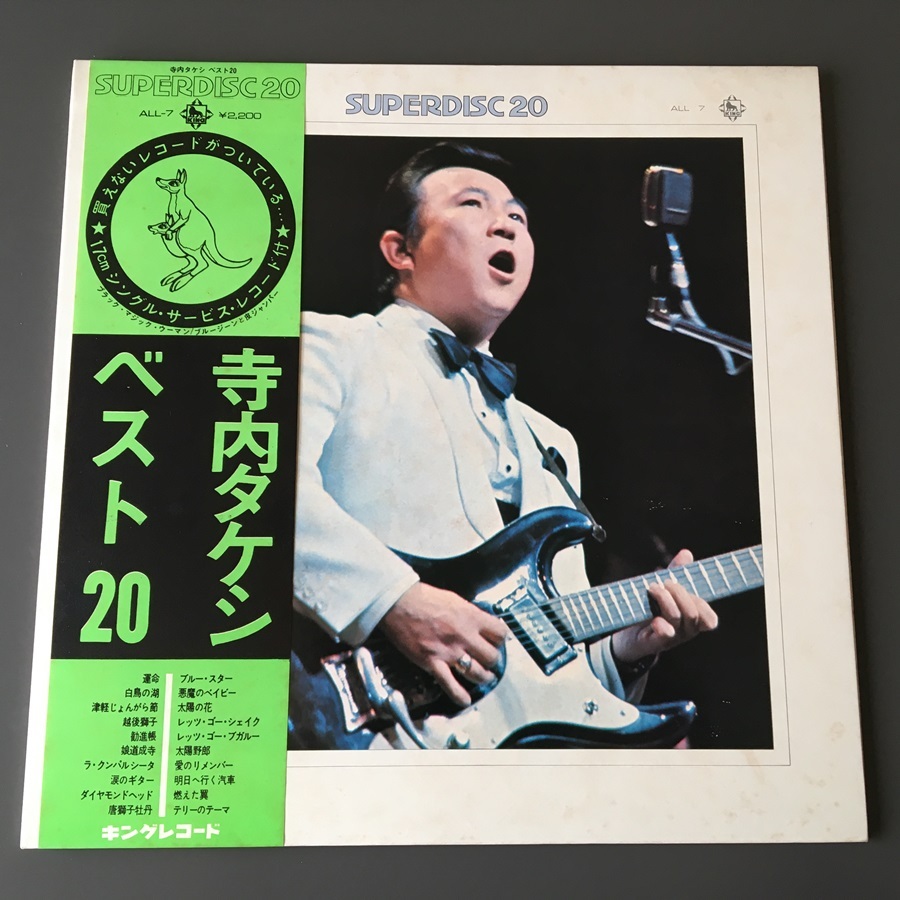 寺内タケシ ベスト20
SUPERDISC 20
ALL-7 KING ¥2,200
買えないレコードがついている…
★17cmシングル・サービス・レコード付★
ブラック・マジック・ウーマン/ブルージーンと皮ジャンパー
寺内タケシ
ベスト20
ブルー・スター
悪魔のベイビー
太陽の花
レッツ・ゴー・シェイク
レッツ・ゴー・ブガルー
太陽野郎
愛のリメンバー
明日へ行く汽車
燃えた翼
テリーのテーマ
運命
白鳥の湖
津軽じょんがら節
越後獅子
勧進帳
娘道成寺
ラ・クンパルシータ
涙のギター
ダイヤモンドヘッド
唐獅子牡丹
キングレコード
SUPERDISC 20
ALL 7 KING